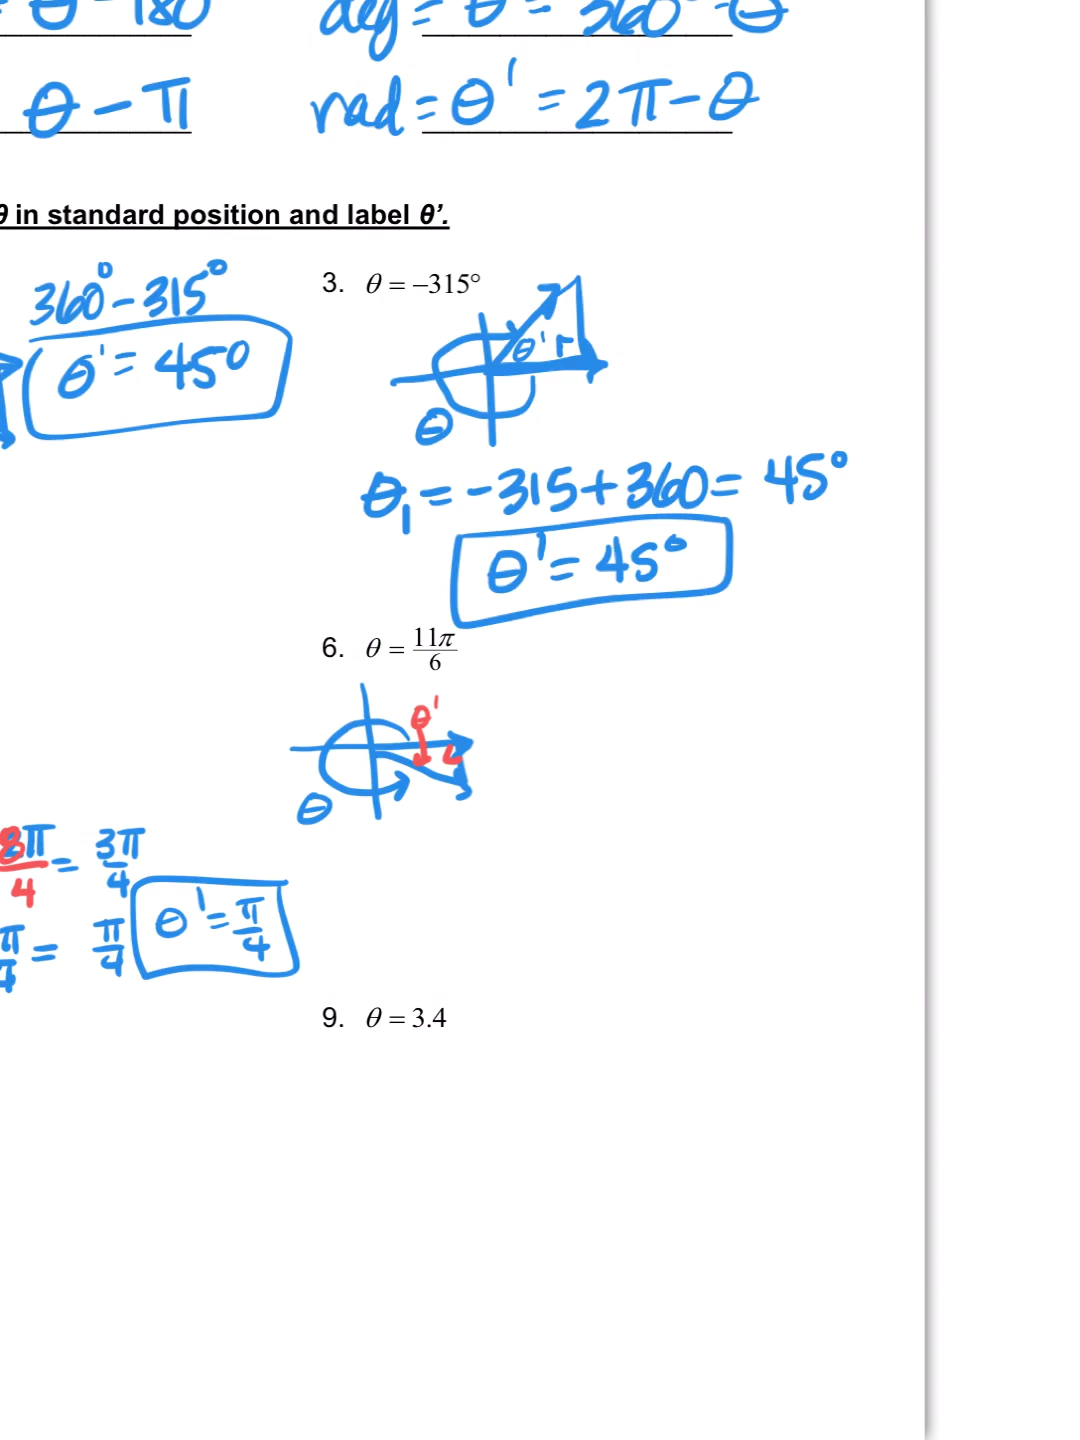 θ - 180
deg = θ' = 360° - θ
θ - π
rad = θ' = 2π - θ
θ in standard position and label θ'.
360° - 315°
θ' = 45°
3. θ = –315°
θ'
θ
θ₁ = -315 + 360 = 45°
θ' = 45°
6. θ = 11π/6
θ'
θ
8π/4 = 3π/4
π/4 = π/4
θ' = π/4
9. θ = 3.4